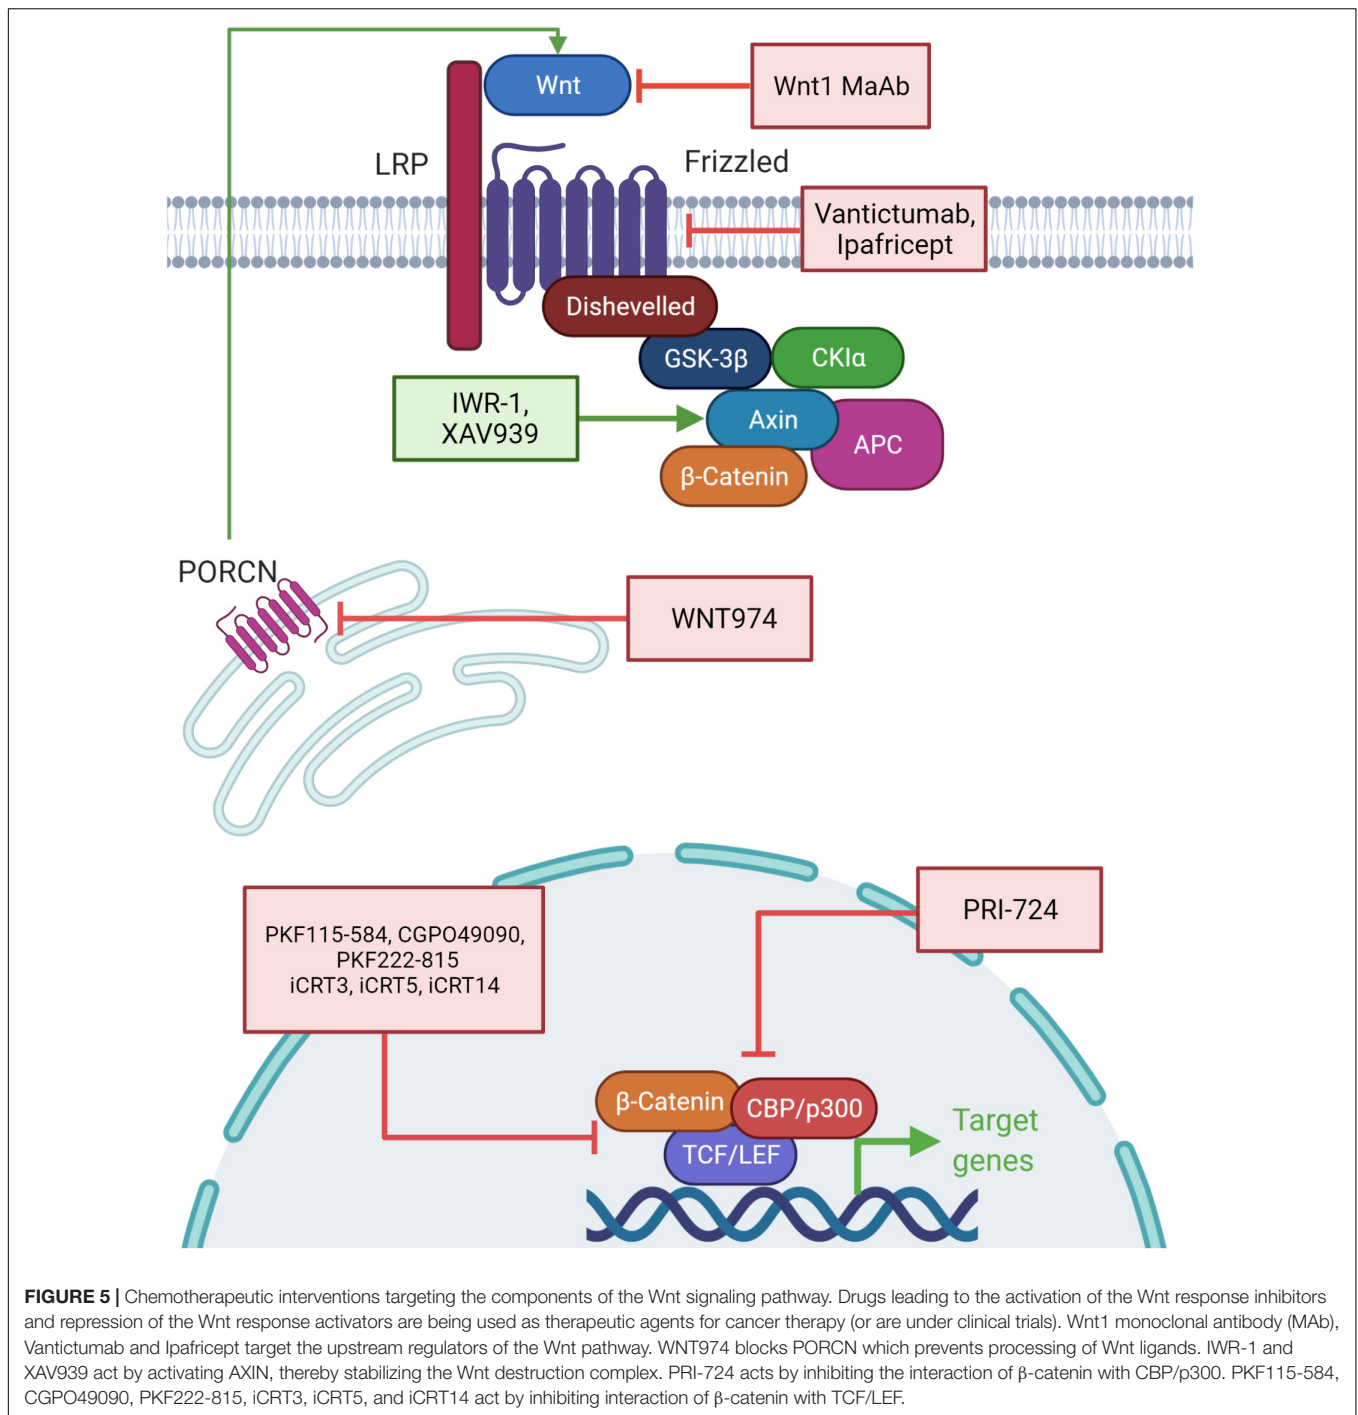 Wnt
Wnt1 MaAb
LRP
Frizzled
Vantictumab,
Ipafricept
Dishevelled
GSK-3β
CKIα
IWR-1,
XAV939
Axin
APC
β-Catenin
PORCN
WNT974
PRI-724
PKF115-584, CGPO49090,
PKF222-815
iCRT3, iCRT5, iCRT14
β-Catenin
CBP/p300
TCF/LEF
Target
genes
FIGURE 5 | Chemotherapeutic interventions targeting the components of the Wnt signaling pathway. Drugs leading to the activation of the Wnt response inhibitors
and repression of the Wnt response activators are being used as therapeutic agents for cancer therapy (or are under clinical trials). Wnt1 monoclonal antibody (MAb),
Vantictumab and Ipafricept target the upstream regulators of the Wnt pathway. WNT974 blocks PORCN which prevents processing of Wnt ligands. IWR-1 and
XAV939 act by activating AXIN, thereby stabilizing the Wnt destruction complex. PRI-724 acts by inhibiting the interaction of β-catenin with CBP/p300. PKF115-584,
CGPO49090, PKF222-815, iCRT3, iCRT5, and iCRT14 act by inhibiting interaction of β-catenin with TCF/LEF.